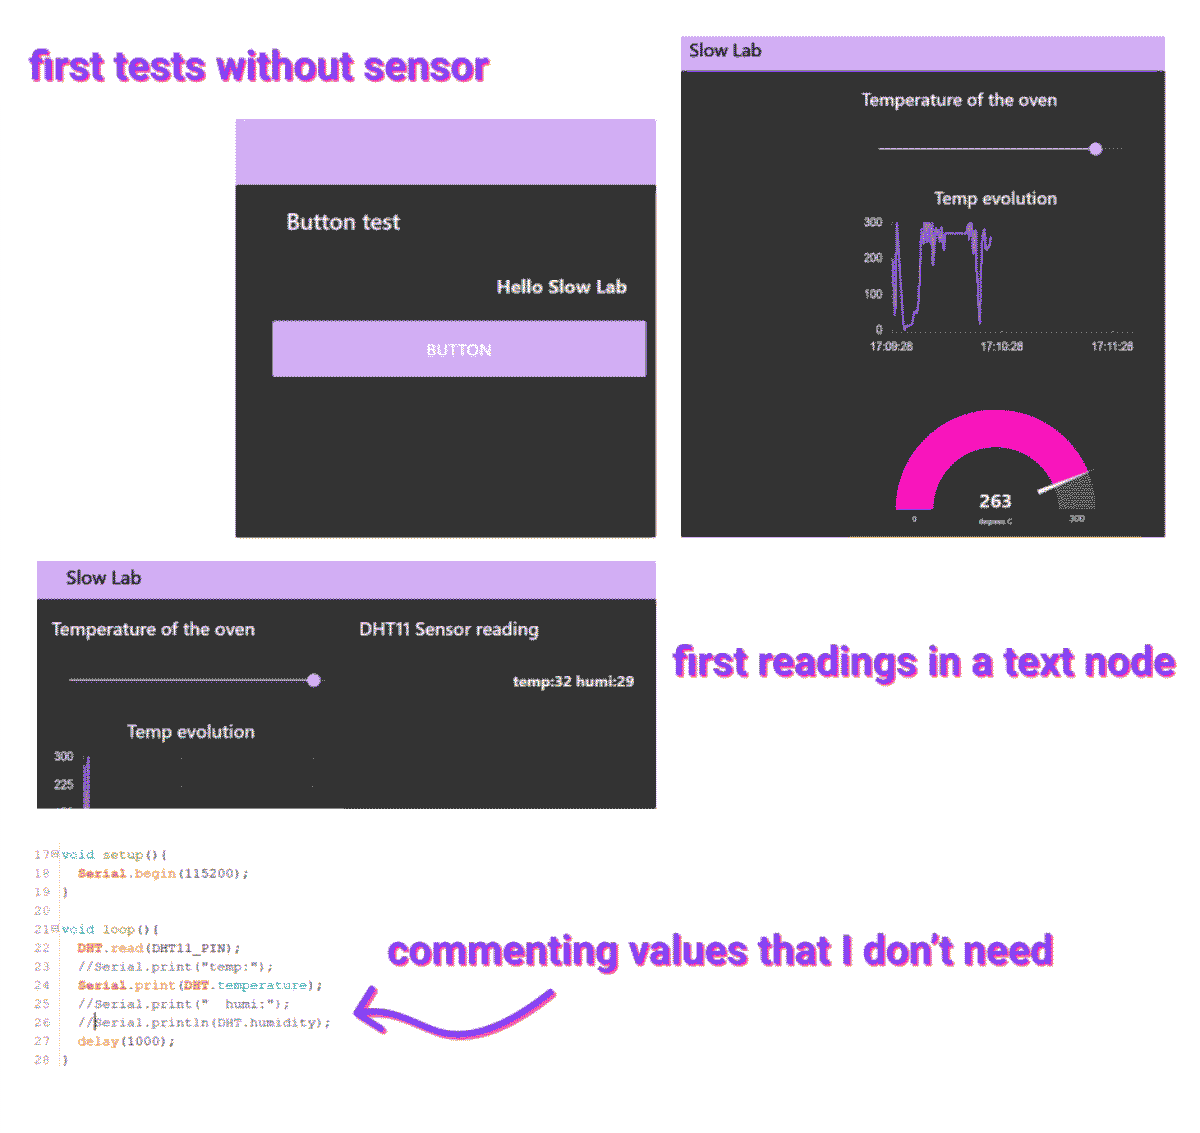 first tests without sensor
Button test
Hello Slow Lab
BUTTON
Slow Lab
Temperature of the oven
Temp evolution
300
200
100
0
17:09:28
17:10:28
17:11:28
263
degrees C
0
300
Slow Lab
Temperature of the oven
DHT11 Sensor reading
temp:32 humi:29
Temp evolution
300
225
first readings in a text node
17 void setup(){
18 Serial.begin(115200);
19 }
20
21 void loop(){
22 DHT.read(DHT11_PIN);
23 //Serial.print("temp:");
24 Serial.print(DHT.temperature);
25 //Serial.print("  humi:");
26 //Serial.println(DHT.humidity);
27 delay(1000);
28 }
commenting values that I don't need